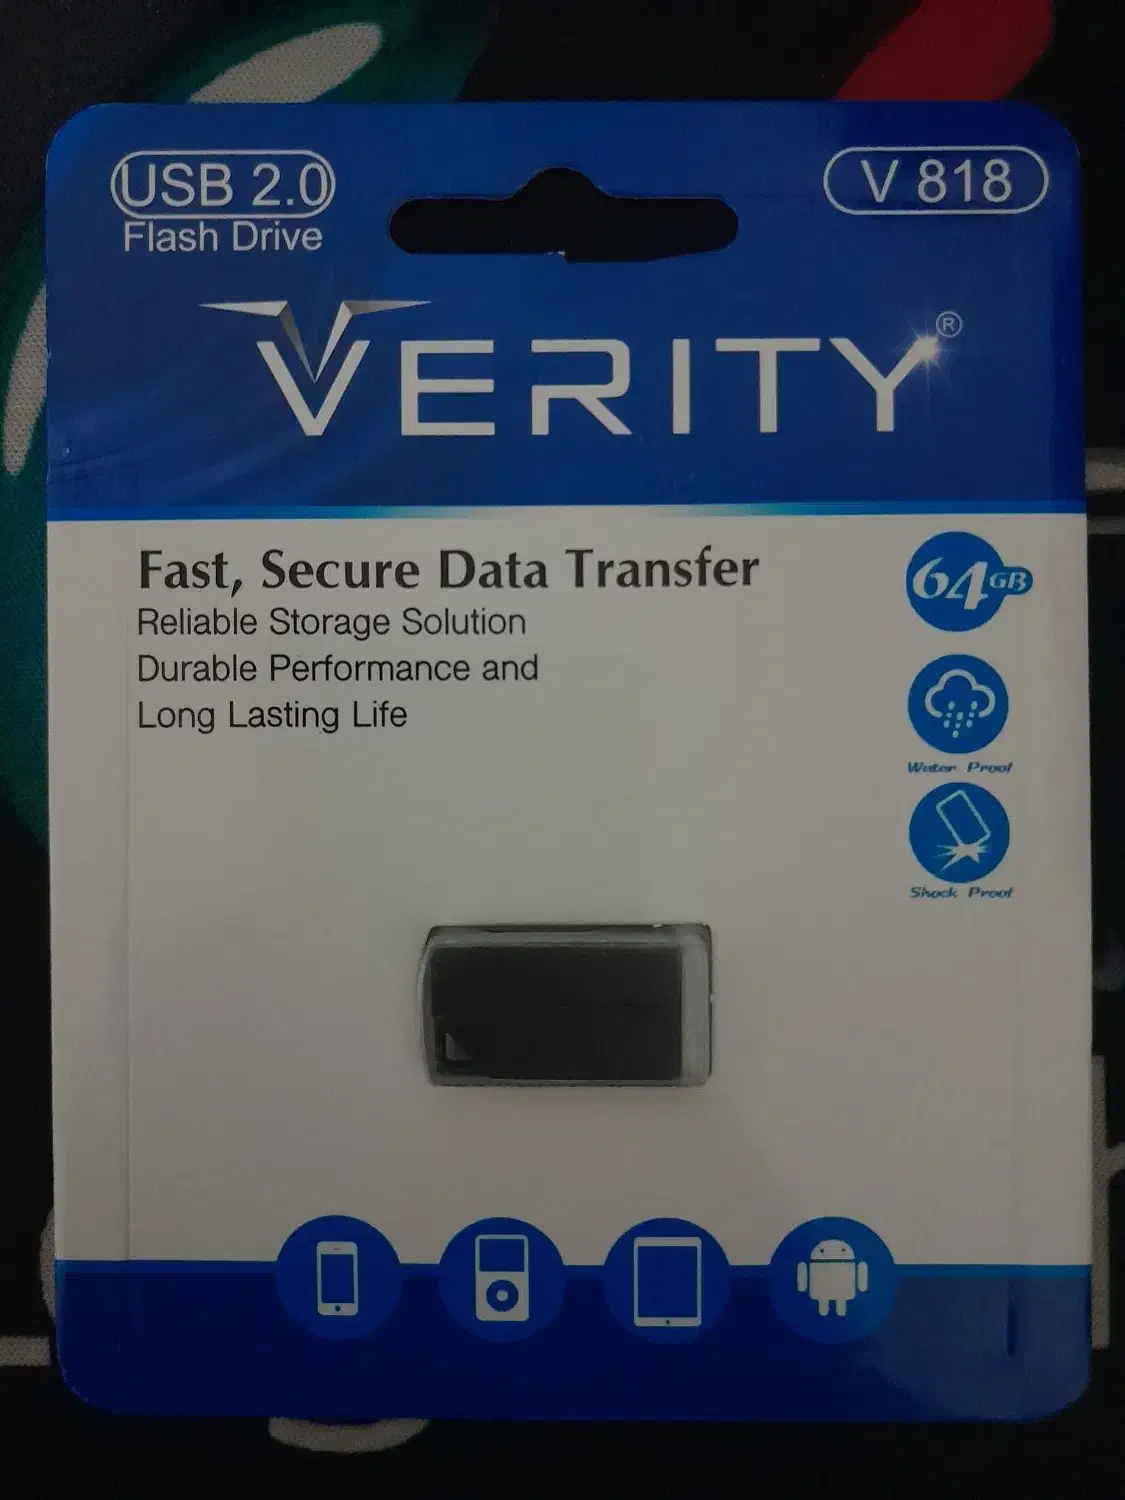 USB 2.0
Flash Drive
V 818
VERITY®
Fast, Secure Data Transfer
Reliable Storage Solution
Durable Performance and
Long Lasting Life
64GB
Water Proof
Shock Proof